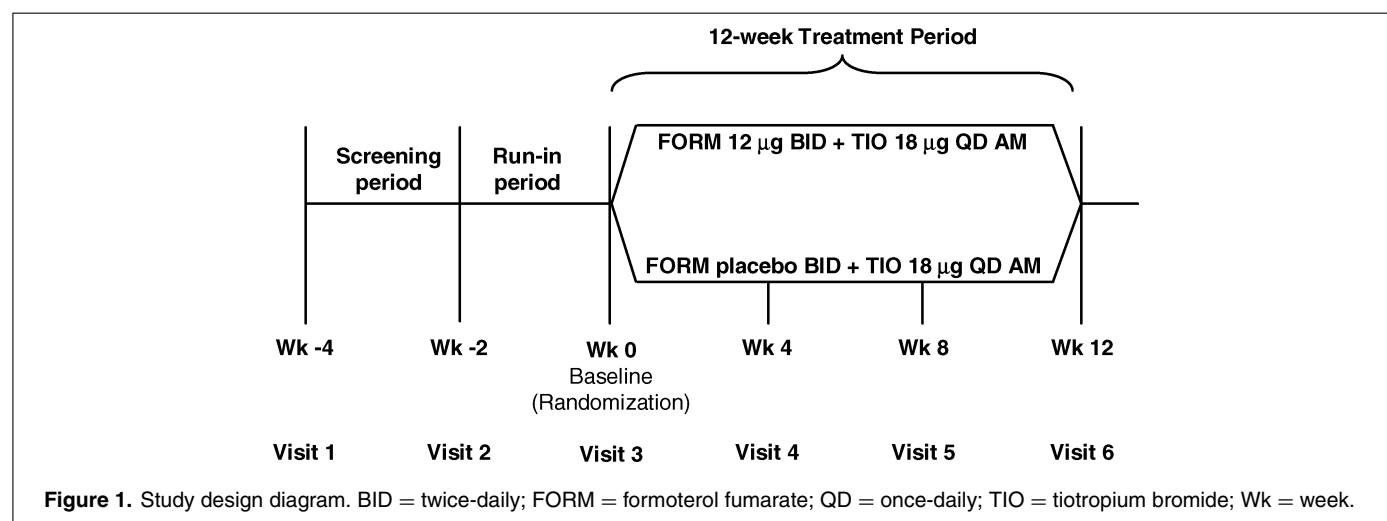 12-week Treatment Period
FORM 12 μg BID + TIO 18 μg QD AM
Screening
period
Run-in
period
FORM placebo BID + TIO 18 μg QD AM
Wk -4
Wk -2
Wk 0
Baseline
(Randomization)
Wk 4
Wk 8
Wk 12
Visit 1
Visit 2
Visit 3
Visit 4
Visit 5
Visit 6
Figure 1. Study design diagram. BID = twice-daily; FORM = formoterol fumarate; QD = once-daily; TIO = tiotropium bromide; Wk = week.